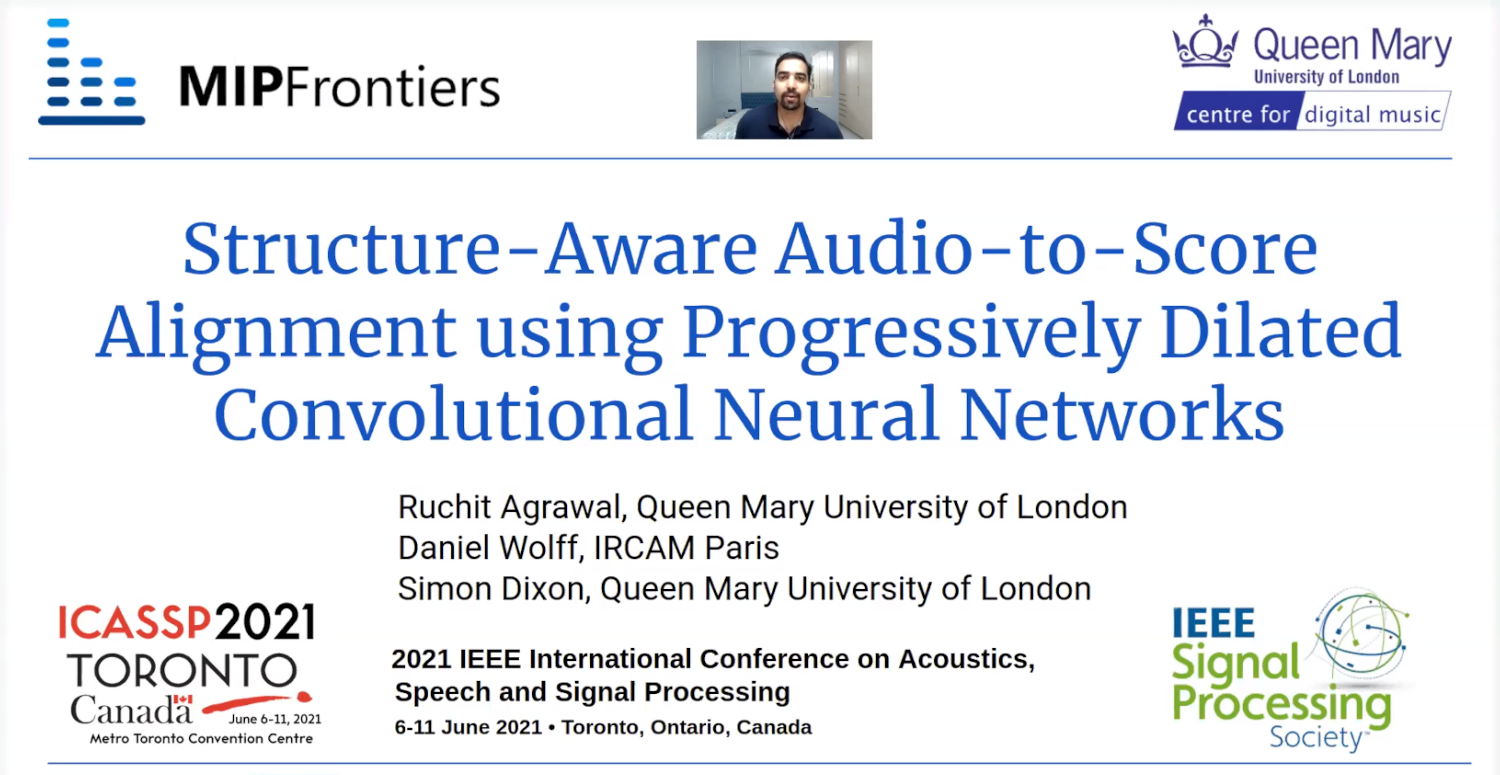 MIPFrontiers
Queen Mary
University of London
centre for digital music
Structure-Aware Audio-to-Score
Alignment using Progressively Dilated
Convolutional Neural Networks
Ruchit Agrawal, Queen Mary University of London
Daniel Wolff, IRCAM Paris
Simon Dixon, Queen Mary University of London
ICASSP2021
TORONTO
Canada
June 6-11, 2021
Metro Toronto Convention Centre
2021 IEEE International Conference on Acoustics,
Speech and Signal Processing
6-11 June 2021 • Toronto, Ontario, Canada
IEEE
Signal
Processing
Society™